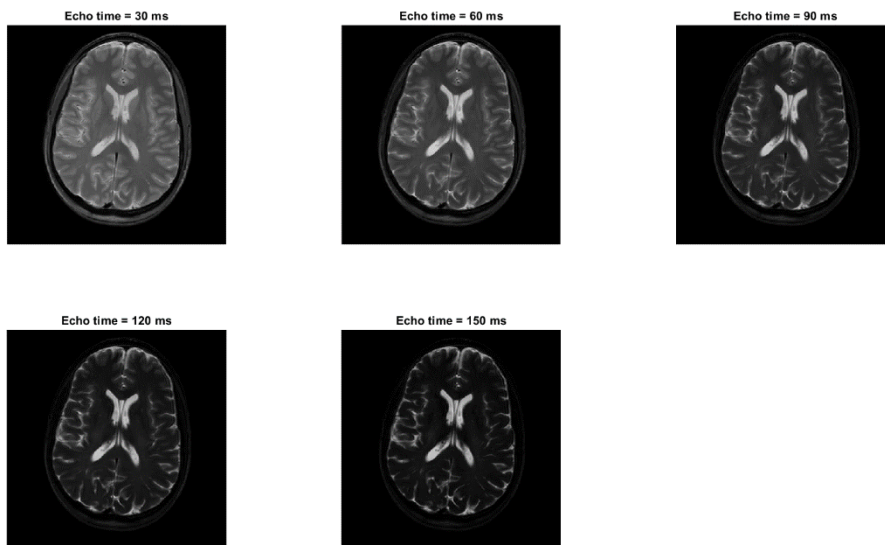 Echo time = 30 ms
Echo time = 60 ms
Echo time = 90 ms
Echo time = 120 ms
Echo time = 150 ms